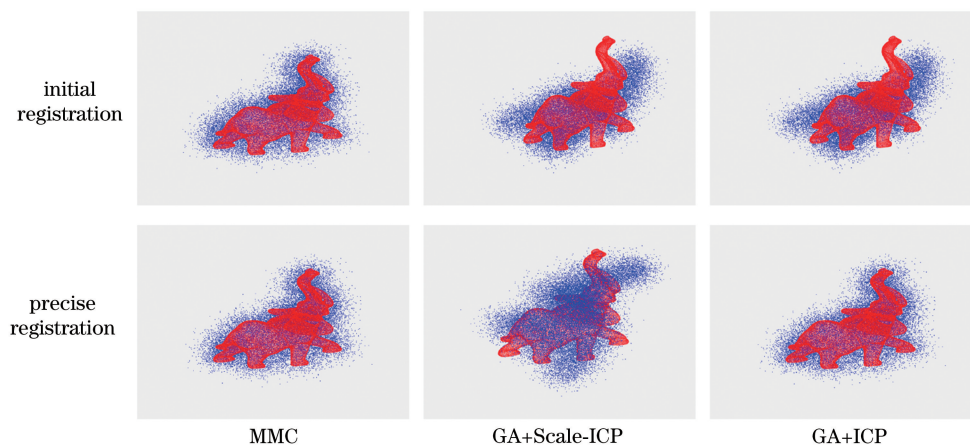 initial
registration
precise
registration
MMC
GA+Scale-ICP
GA+ICP